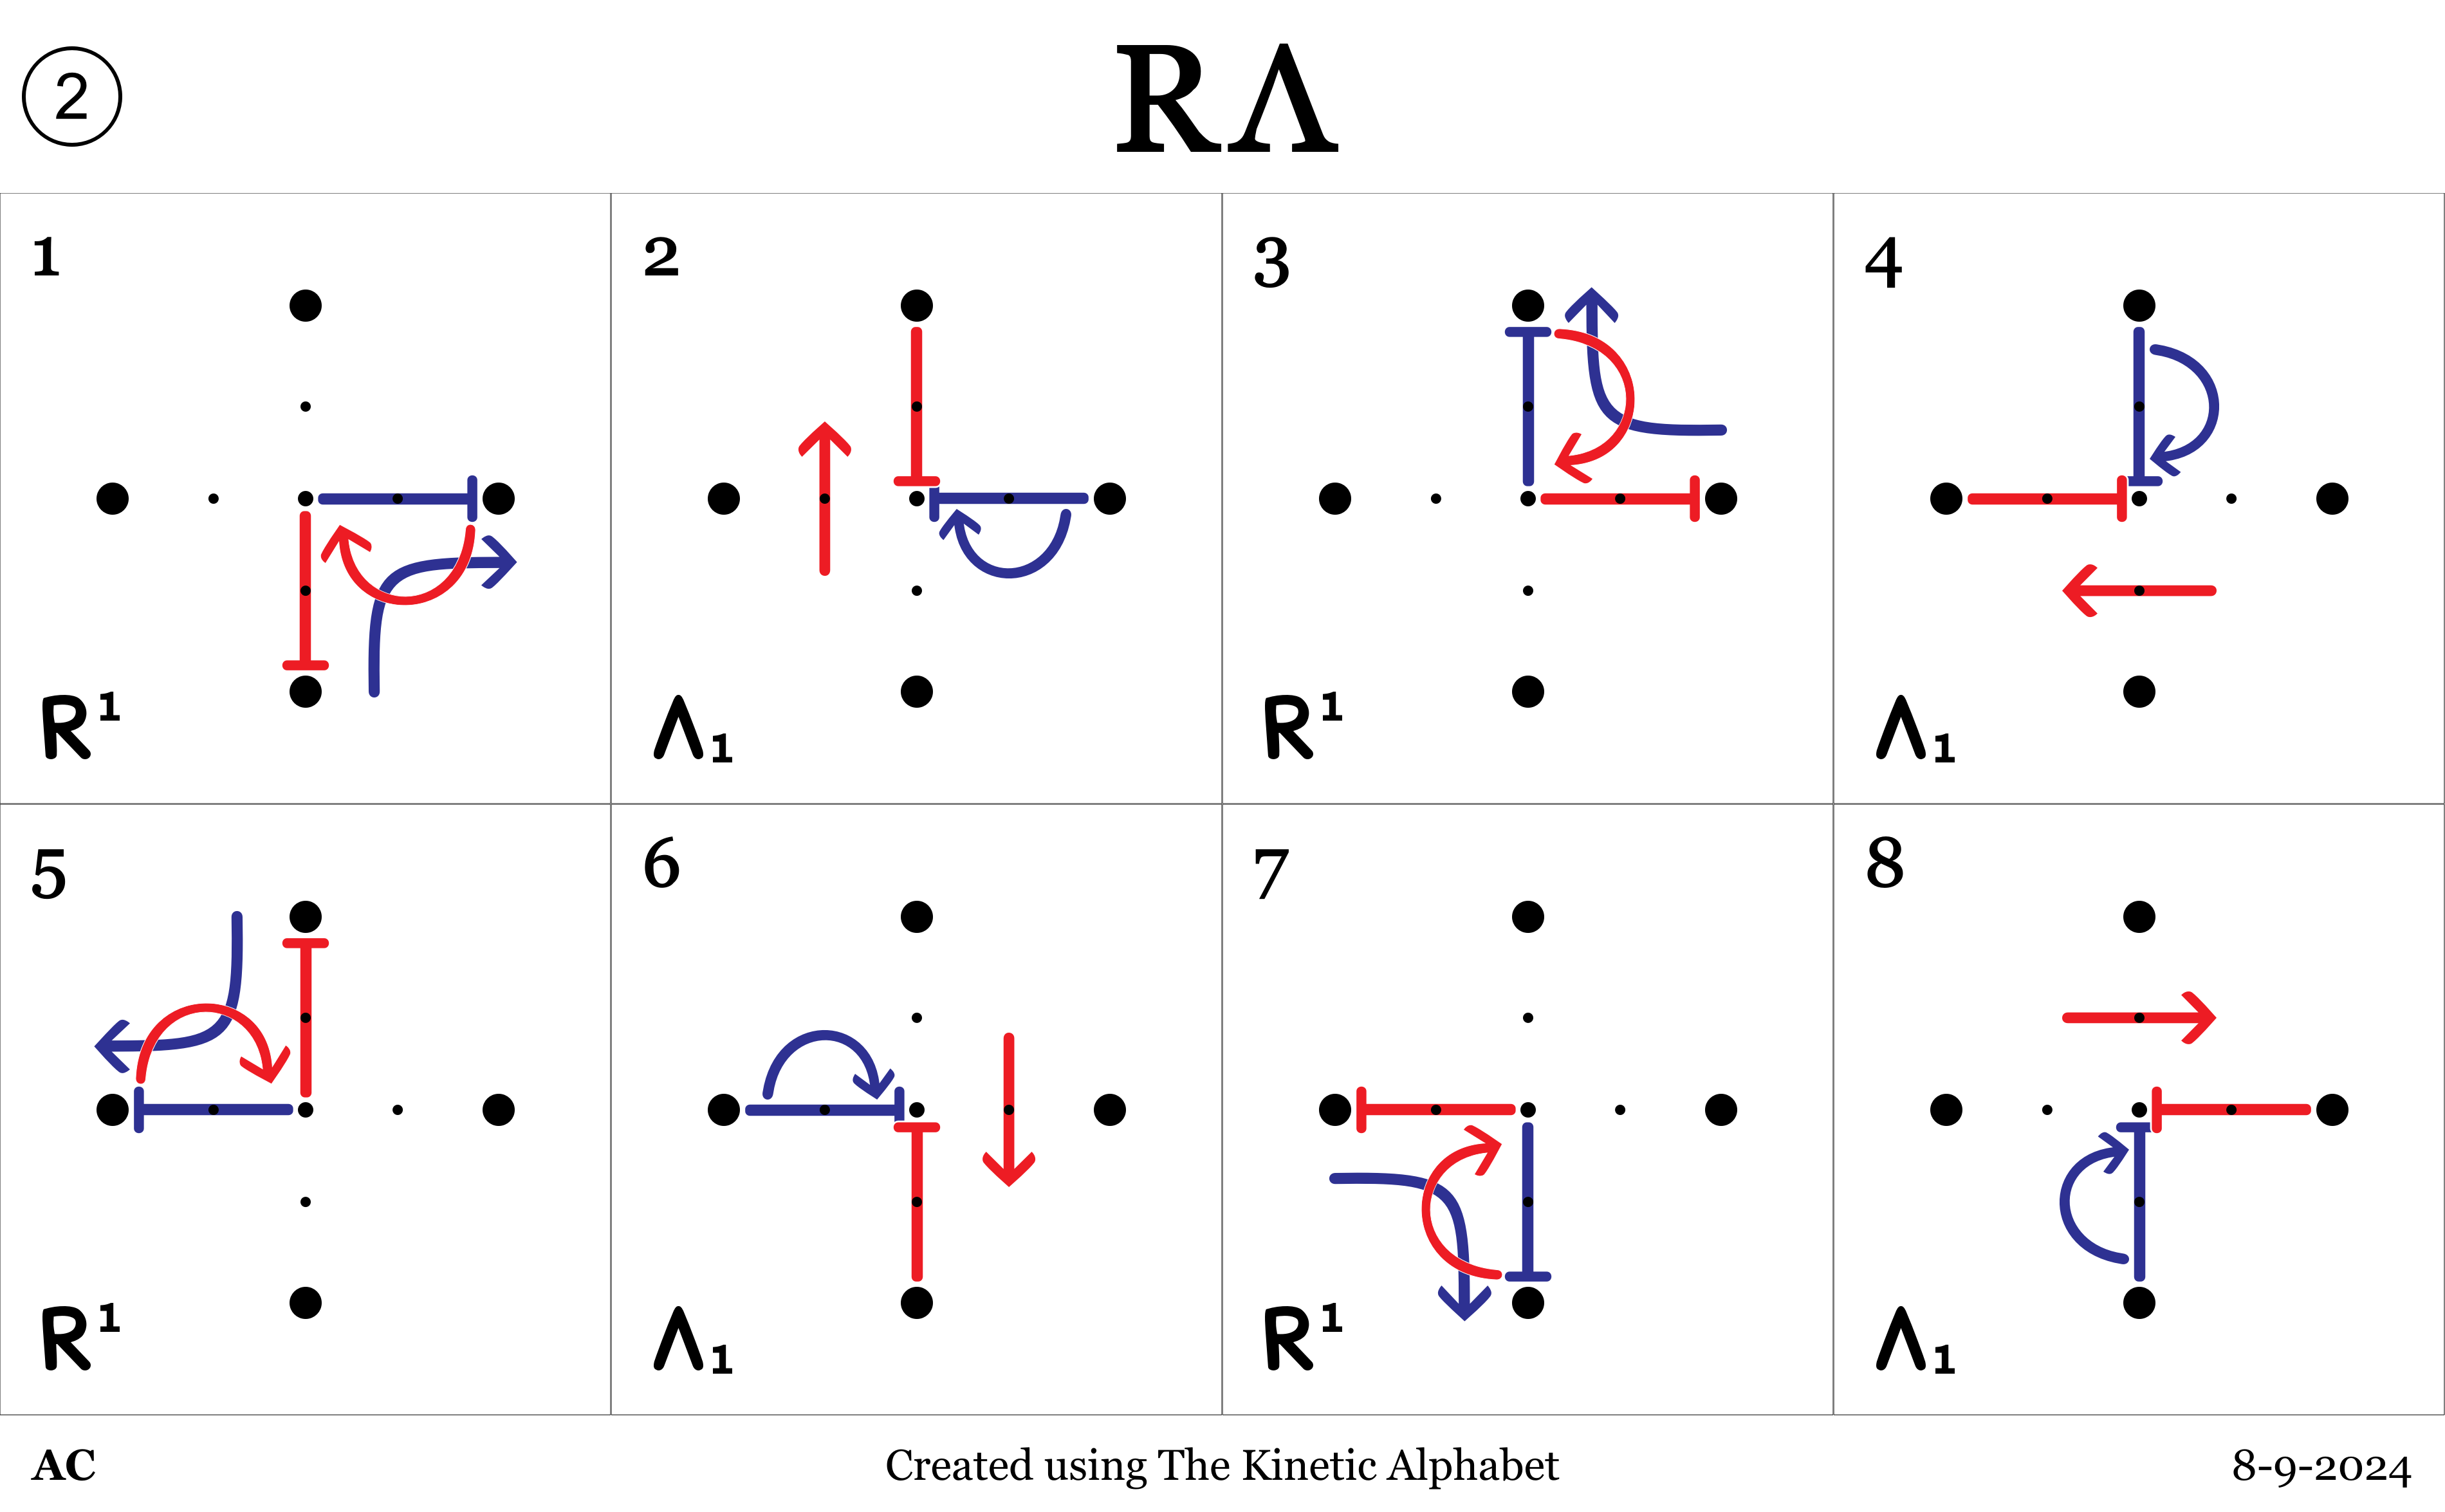 2
RΛ
1 2 3 4
R¹ Λ₁ R¹ Λ₁
5 6 7 8
R¹ Λ₁ R¹ Λ₁
AC Created using The Kinetic Alphabet 8-9-2024